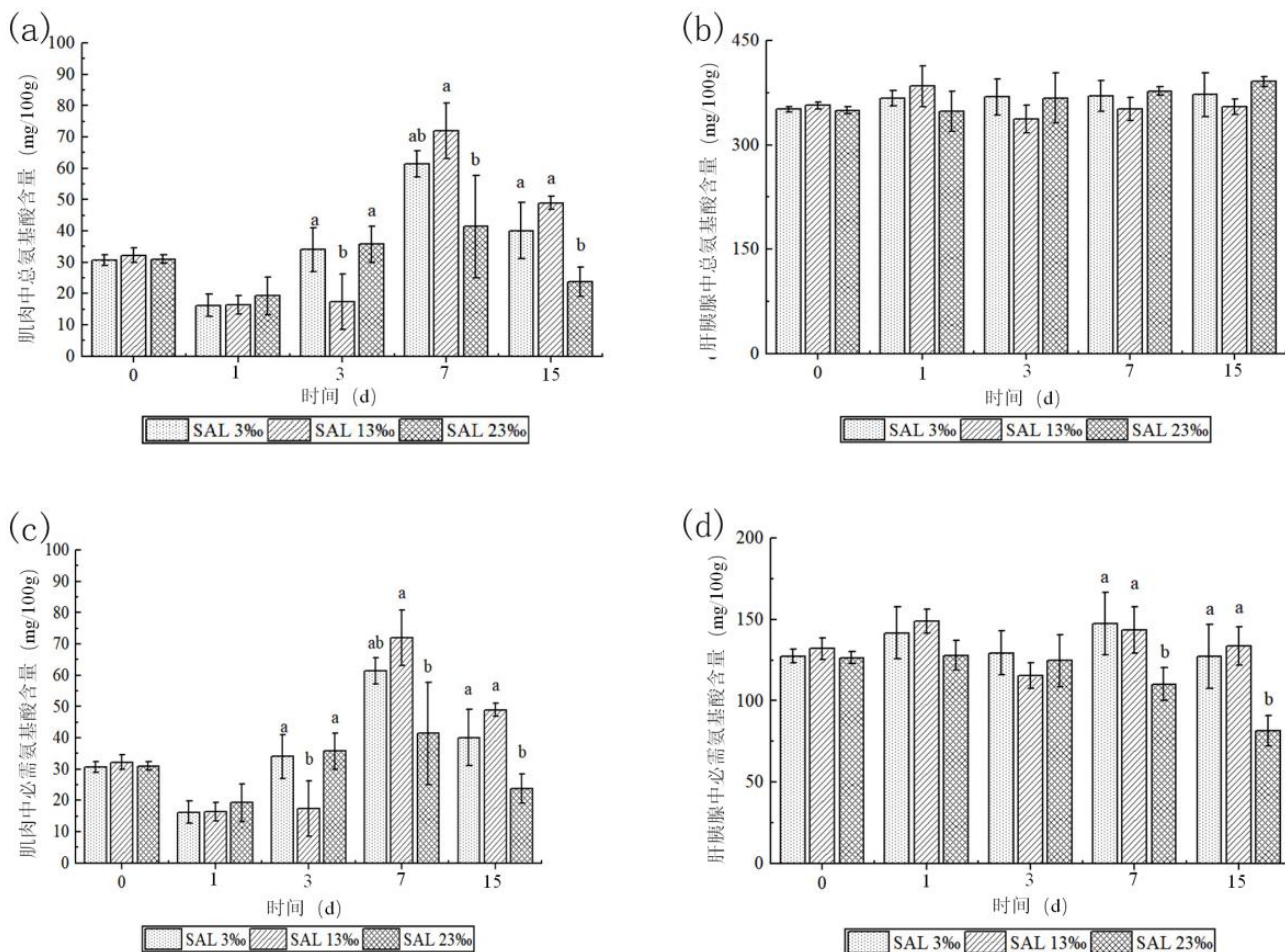 (a)
肌肉中总氨基酸含量 (mg/100g)
100
90
80
70
60
50
40
30
20
10
0
a
ab
b
a
a
a
b
a
b
0 1 3 7 15
时间 (d)
SAL 3‰ SAL 13‰ SAL 23‰
(b)
肝胰腺中总氨基酸含量 (mg/100g)
450
300
150
0
0 1 3 7 15
时间 (d)
SAL 3‰ SAL 13‰ SAL 23‰
(c)
肌肉中必需氨基酸含量 (mg/100g)
100
90
80
70
60
50
40
30
20
10
0
a
ab
b
a
a
a
b
a
b
0 1 3 7 15
时间 (d)
SAL 3‰ SAL 13‰ SAL 23‰
(d)
肝胰腺中必需氨基酸含量 (mg/100g)
200
150
100
50
0
a a
b
a a
b
0 1 3 7 15
时间 (d)
SAL 3‰ SAL 13‰ SAL 23‰